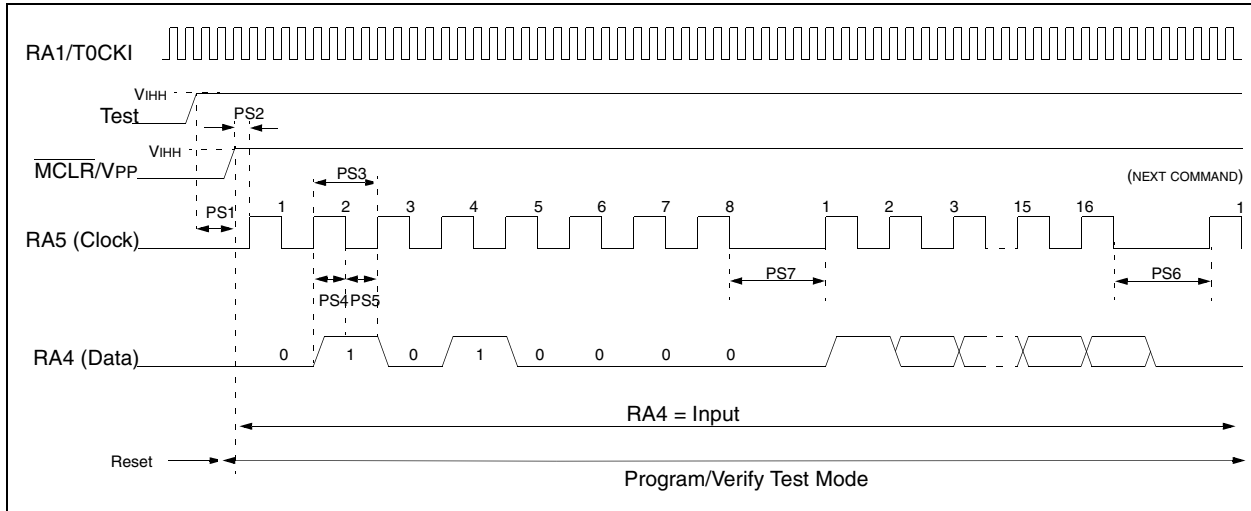 RA1/T0CKI
VIHH
Test
PS2
VIHH
MCLR/VPP
PS3
(NEXT COMMAND)
PS1
1 2 3 4 5 6 7 8 1 2 3 15 16 1
RA5 (Clock)
PS7
PS6
PS4 PS5
RA4 (Data)
0 1 0 1 0 0 0 0
RA4 = Input
Reset
Program/Verify Test Mode